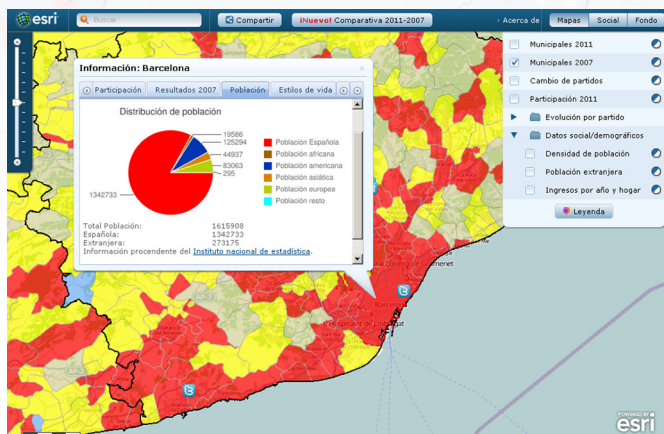 esri
Buscar
Compartir
¡Nuevo! Comparativa 2011-2007
› Acerca de
Mapas
Social
Fondo
Municipales 2011
Municipales 2007
Cambio de partidos
Participación 2011
Evolución por partido
Datos social/demográficos
Densidad de población
Población extranjera
Ingresos por año y hogar
Leyenda
Información: Barcelona
Participación
Resultados 2007
Población
Estilos de vida
Distribución de población
19586
125294
44937
83063
295
1342733
Población Española
Población africana
Población americana
Población asiática
Población europea
Población resto
Total Población: 1615908
Española: 1342733
Extranjera: 273175
Información procendente del Instituto nacional de estadística.
Barcelona
AP-2
POWERED BY
esri